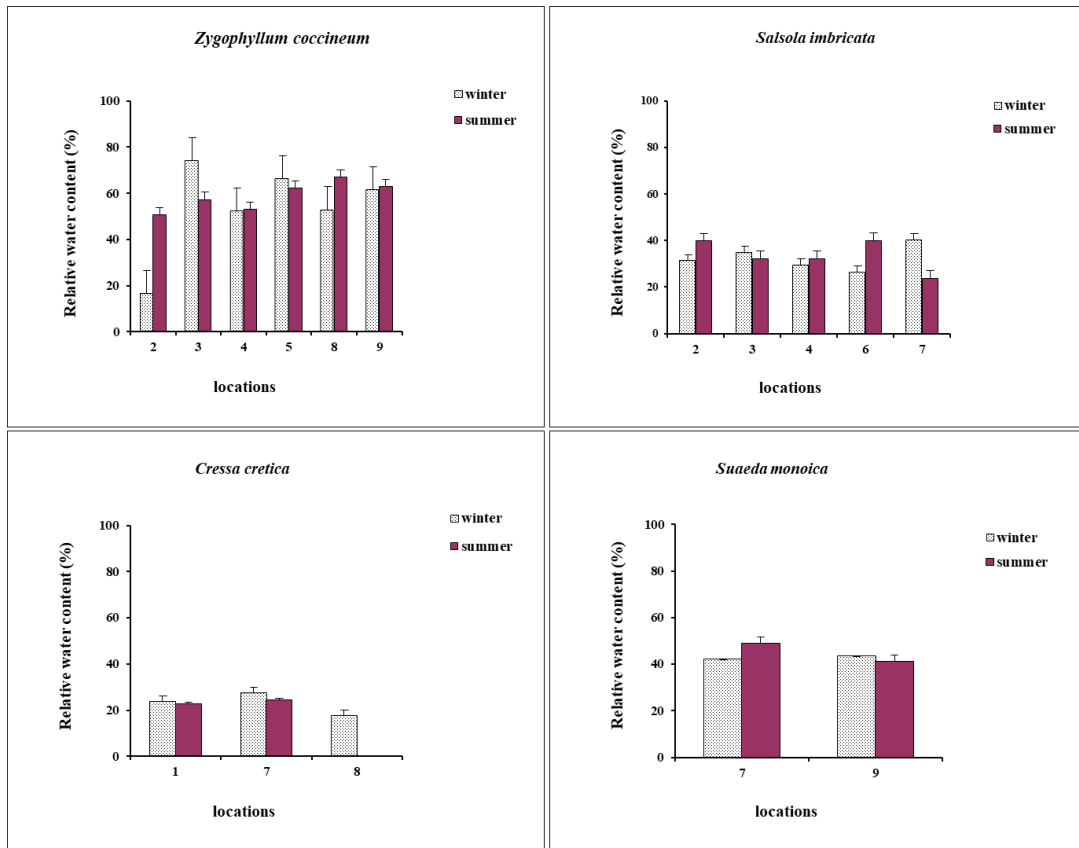 Zygophyllum coccineum
winter
summer
Relative water content (%)
100
80
60
40
20
0
2 3 4 5 8 9
locations
Salsola imbricata
winter
summer
Relative water content (%)
100
80
60
40
20
0
2 3 4 6 7
locations
Cressa cretica
winter
summer
Relative water content (%)
100
80
60
40
20
0
1 7 8
locations
Suaeda monoica
winter
summer
Relative water content (%)
100
80
60
40
20
0
7 9
locations